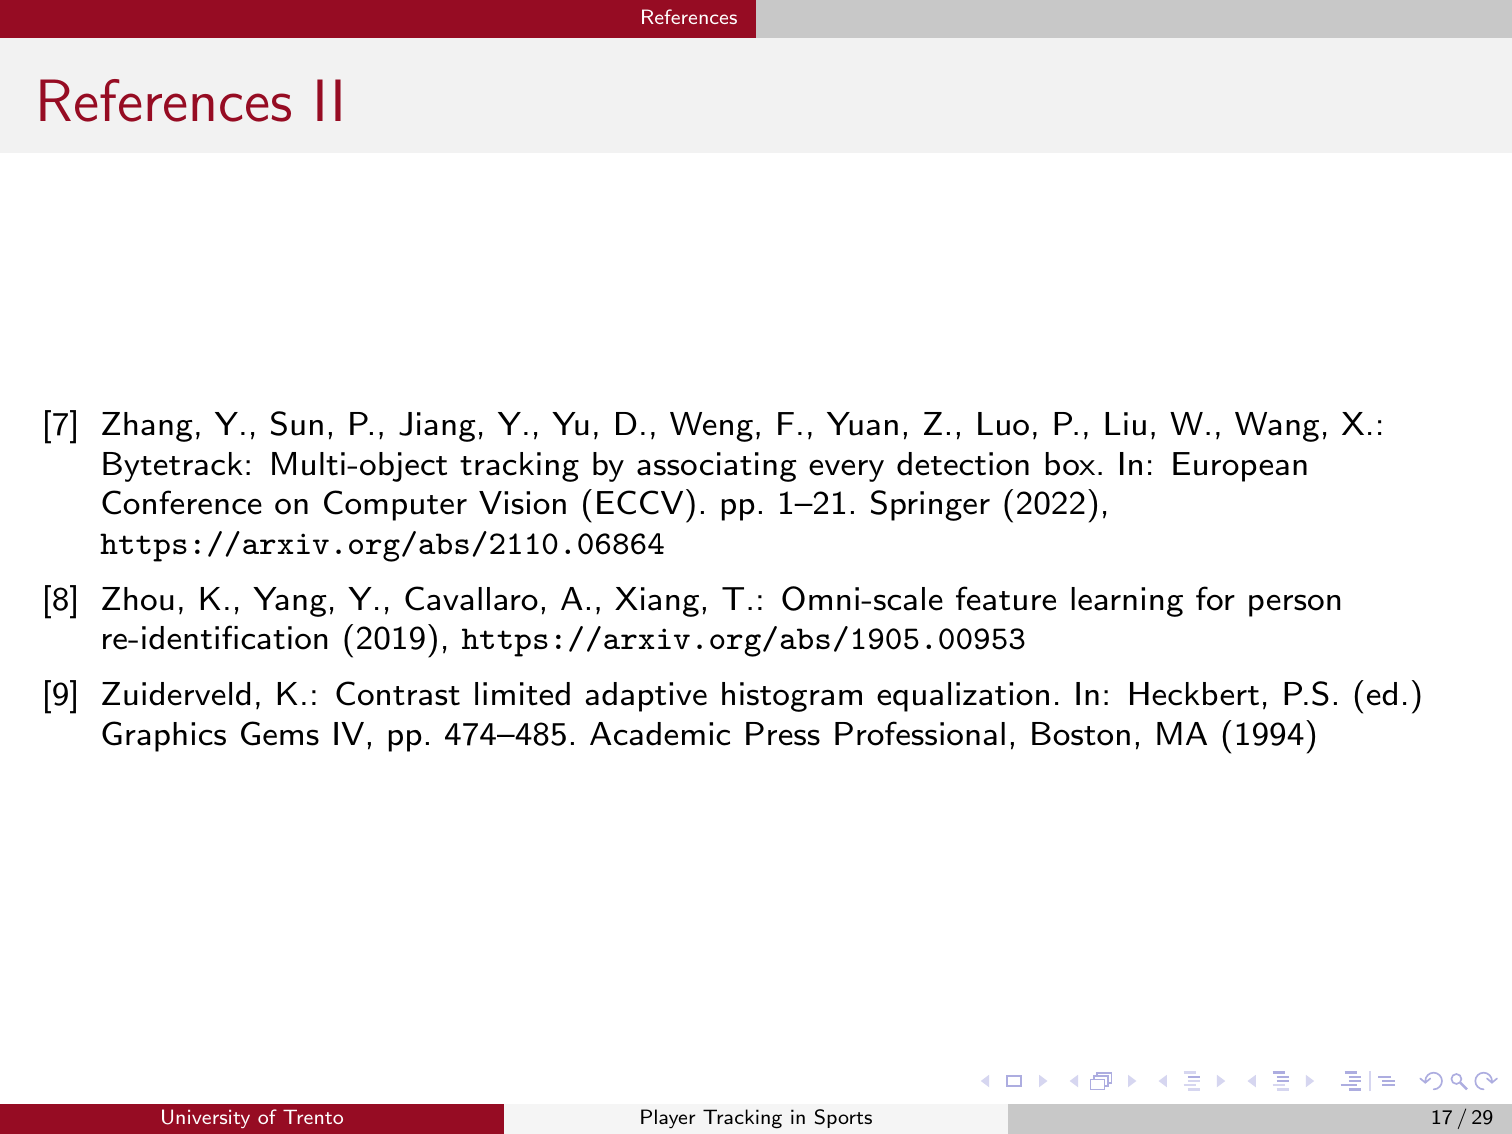 References
References II
[7] Zhang, Y., Sun, P., Jiang, Y., Yu, D., Weng, F., Yuan, Z., Luo, P., Liu, W., Wang, X.:
Bytetrack: Multi-object tracking by associating every detection box. In: European
Conference on Computer Vision (ECCV). pp. 1–21. Springer (2022),
https://arxiv.org/abs/2110.06864
[8] Zhou, K., Yang, Y., Cavallaro, A., Xiang, T.: Omni-scale feature learning for person
re-identification (2019), https://arxiv.org/abs/1905.00953
[9] Zuiderveld, K.: Contrast limited adaptive histogram equalization. In: Heckbert, P.S. (ed.)
Graphics Gems IV, pp. 474–485. Academic Press Professional, Boston, MA (1994)
University of Trento
Player Tracking in Sports
17 / 29